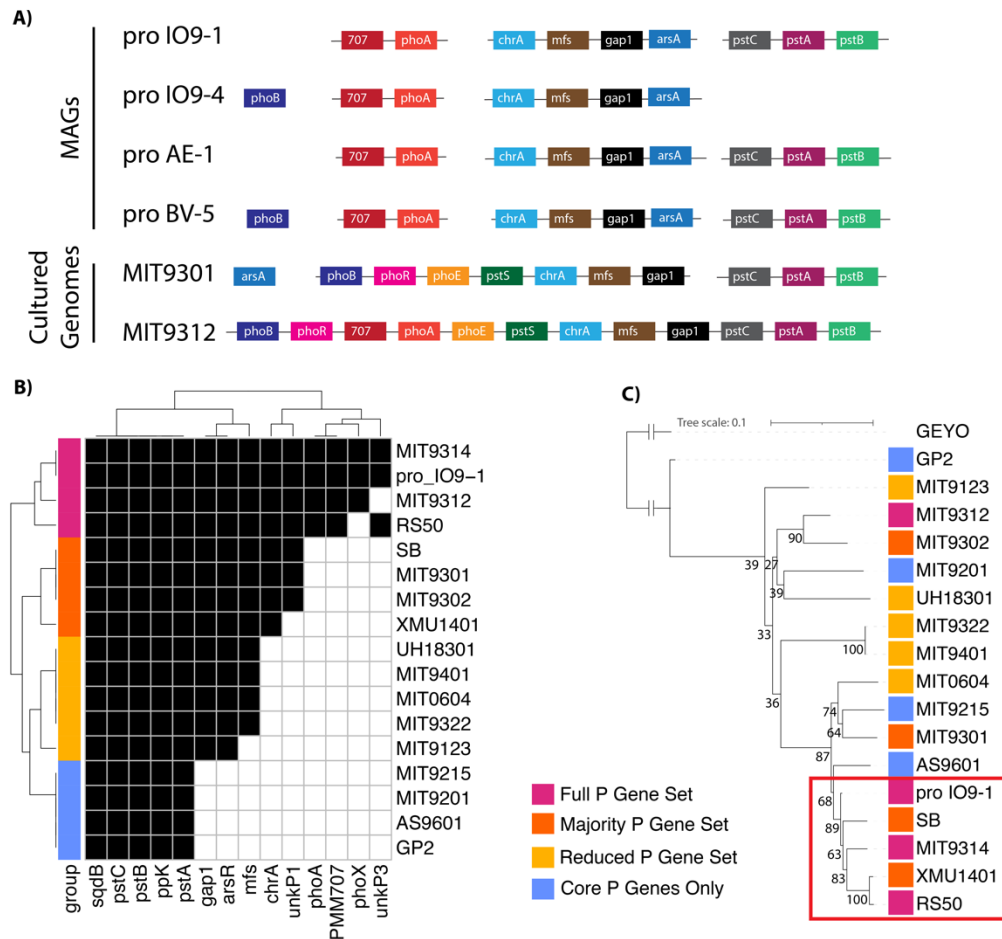 A)
MAGs
pro IO9-1
707 phoA chrA mfs gap1 arsA pstC pstA pstB
pro IO9-4
phoB 707 phoA chrA mfs gap1 arsA
pro AE-1
707 phoA chrA mfs gap1 arsA pstC pstA pstB
pro BV-5
phoB 707 phoA chrA mfs gap1 arsA pstC pstA pstB
Cultured
Genomes
MIT9301
arsA phoB phoR phoE pstS chrA mfs gap1 pstC pstA pstB
MIT9312
phoB phoR 707 phoA phoE pstS chrA mfs gap1 pstC pstA pstB
B)
MIT9314
pro_IO9-1
MIT9312
RS50
SB
MIT9301
MIT9302
XMU1401
UH18301
MIT9401
MIT0604
MIT9322
MIT9123
MIT9215
MIT9201
AS9601
GP2
group
sqdB
pstC
pstB
ppK
pstA
gap1
arsR
mfs
chrA
unkP1
phoA
PMM707
phoX
unkP3
Full P Gene Set
Majority P Gene Set
Reduced P Gene Set
Core P Genes Only
C)
Tree scale: 0.1
GEYO
GP2
MIT9123
MIT9312
90 MIT9302
39 27
MIT9201
39
UH18301
33
MIT9322
100 MIT9401
MIT0604
36
74 MIT9215
64 MIT9301
87
AS9601
68 pro IO9-1
89 SB
63 MIT9314
83 XMU1401
100 RS50